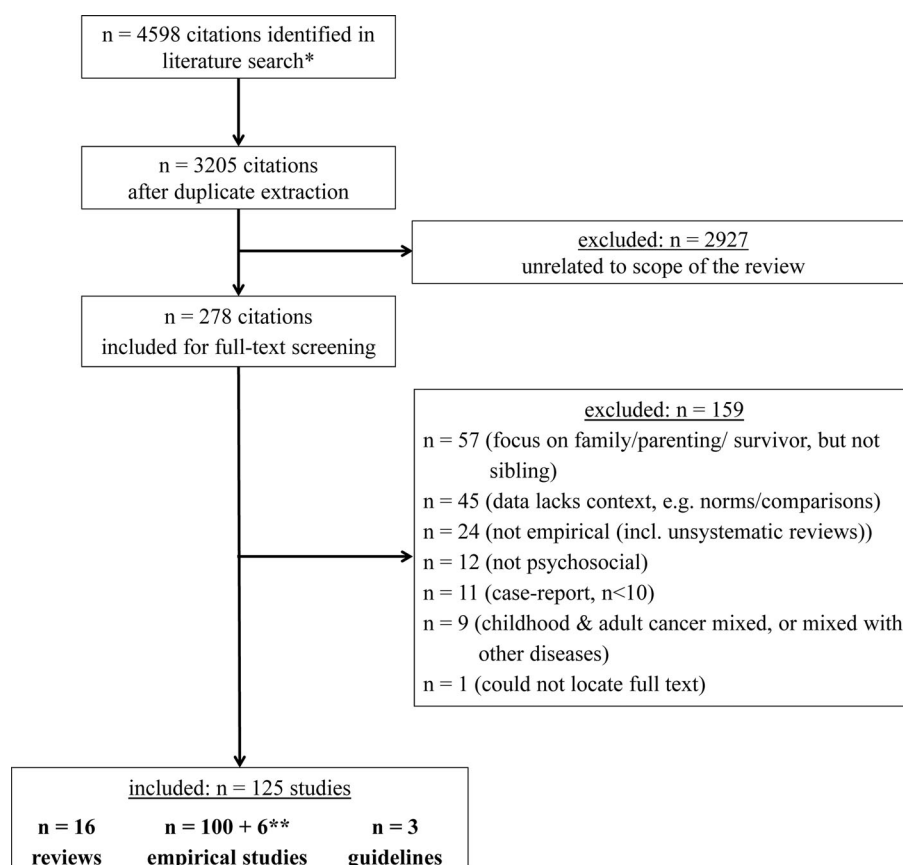 n = 4598 citations identified in
literature search*
n = 3205 citations
after duplicate extraction
excluded: n = 2927
unrelated to scope of the review
n = 278 citations
included for full-text screening
excluded: n = 159
n = 57 (focus on family/parenting/ survivor, but not
sibling)
n = 45 (data lacks context, e.g. norms/comparisons)
n = 24 (not empirical (incl. unsystematic reviews))
n = 12 (not psychosocial)
n = 11 (case-report, n<10)
n = 9 (childhood & adult cancer mixed, or mixed with
other diseases)
n = 1 (could not locate full text)
included: n = 125 studies
n = 16 n = 100 + 6** n = 3
reviews empirical studies guidelines